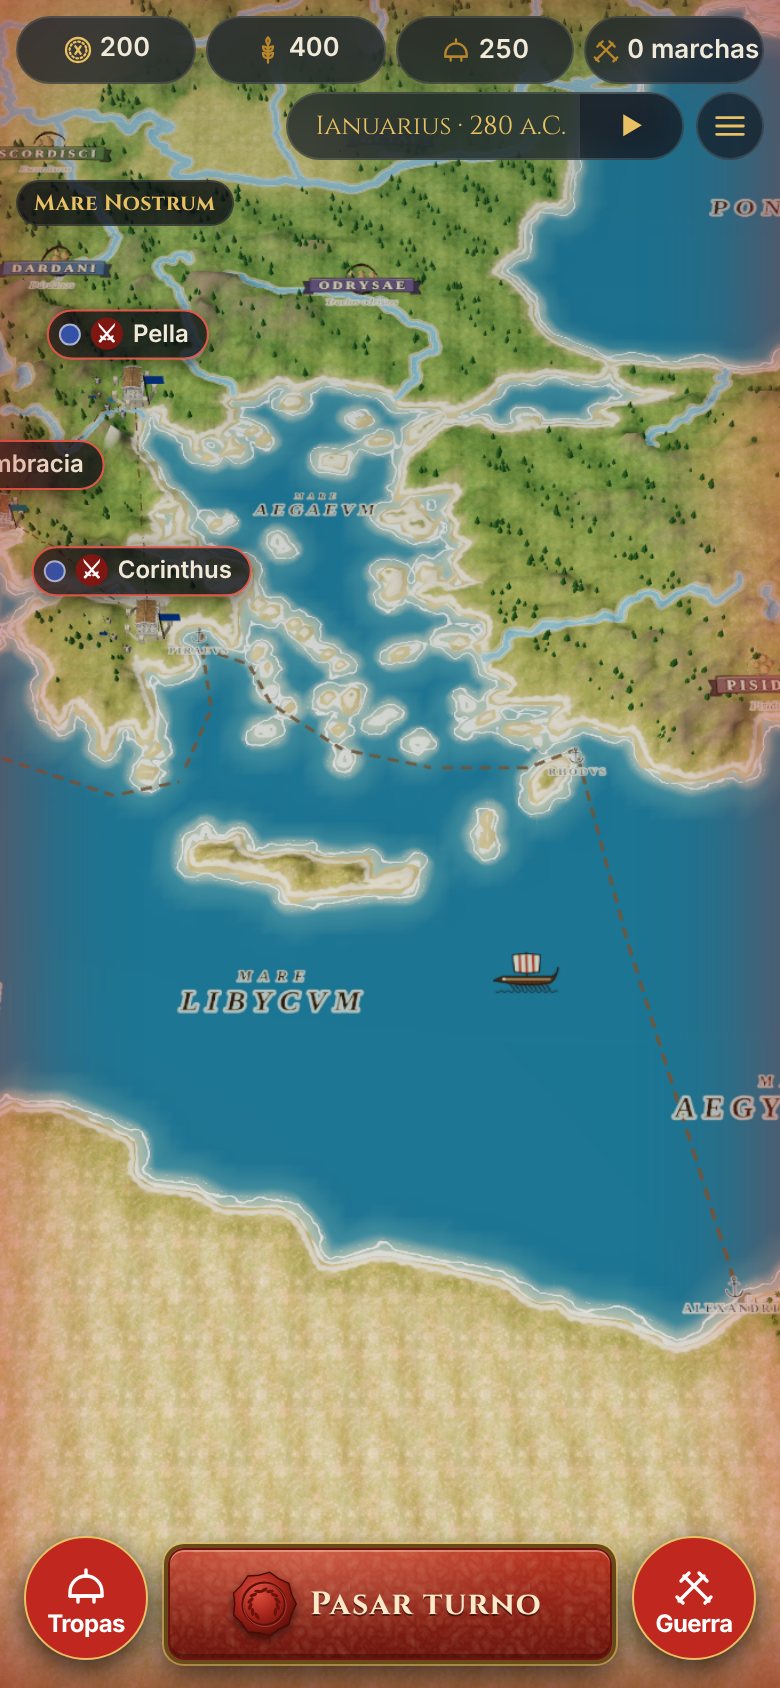 200
400
250
0 marchas
IANUARIUS · 280 A.C.
SCORDISCI
MARE NOSTRUM
PON
DARDANI
ODRYSAE
Pella
mbracia
MARE
AEGAEVM
Corinthus
PIRAEVS
PISID
RHODVS
MARE
LIBYCVM
M
AEGY
ALEXANDRI
Tropas
PASAR TURNO
Guerra